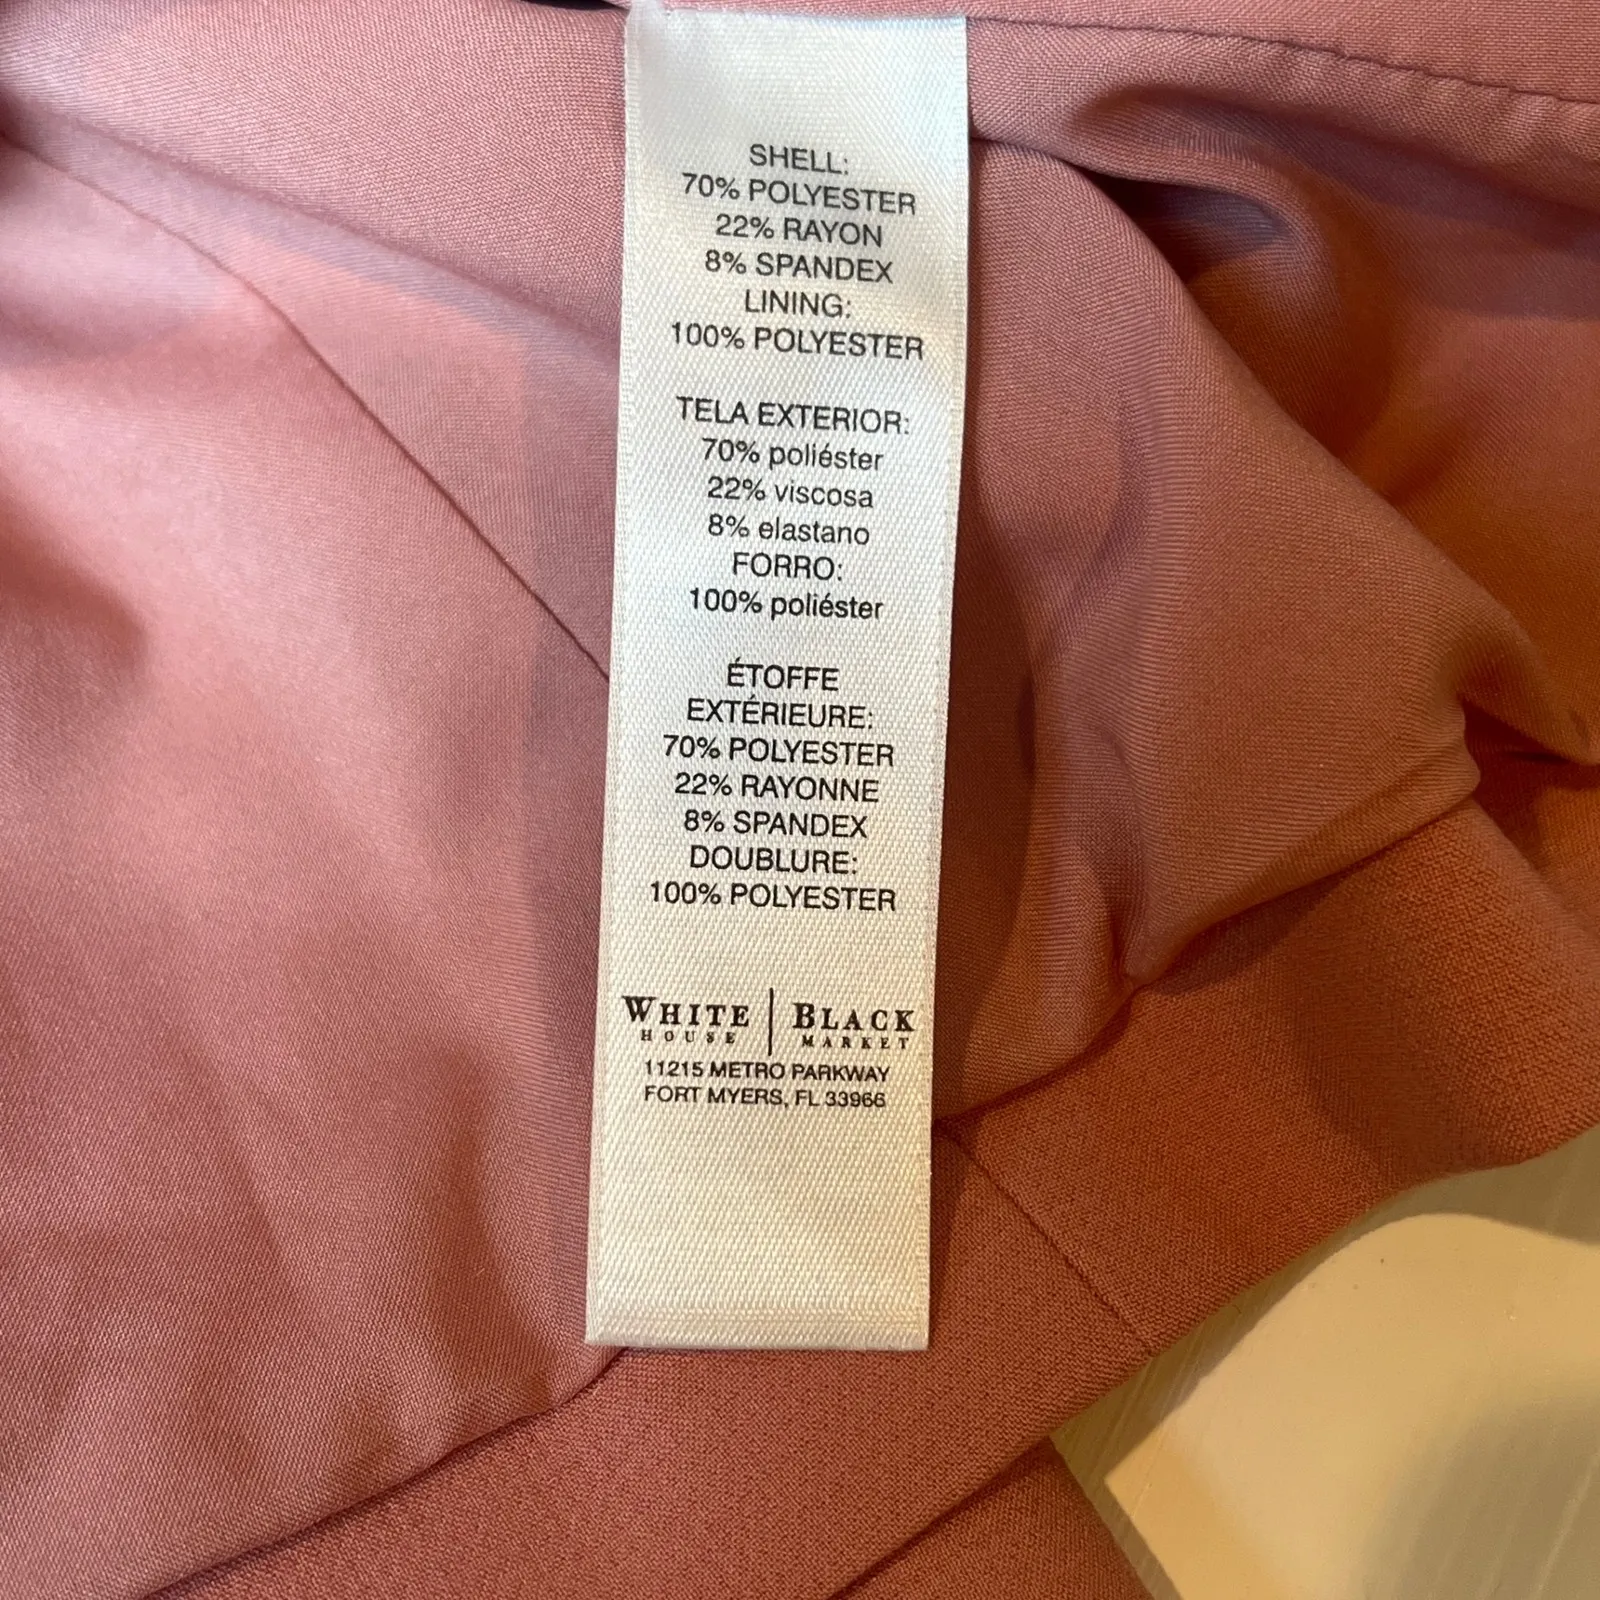 SHELL:
70% POLYESTER
22% RAYON
8% SPANDEX
LINING:
100% POLYESTER
TELA EXTERIOR:
70% poliéster
22% viscosa
8% elastano
FORRO:
100% poliéster
ÉTOFFE
EXTÉRIEURE:
70% POLYESTER
22% RAYONNE
8% SPANDEX
DOUBLURE:
100% POLYESTER
WHITE | BLACK
HOUSE | MARKET
11215 METRO PARKWAY
FORT MYERS, FL 33966